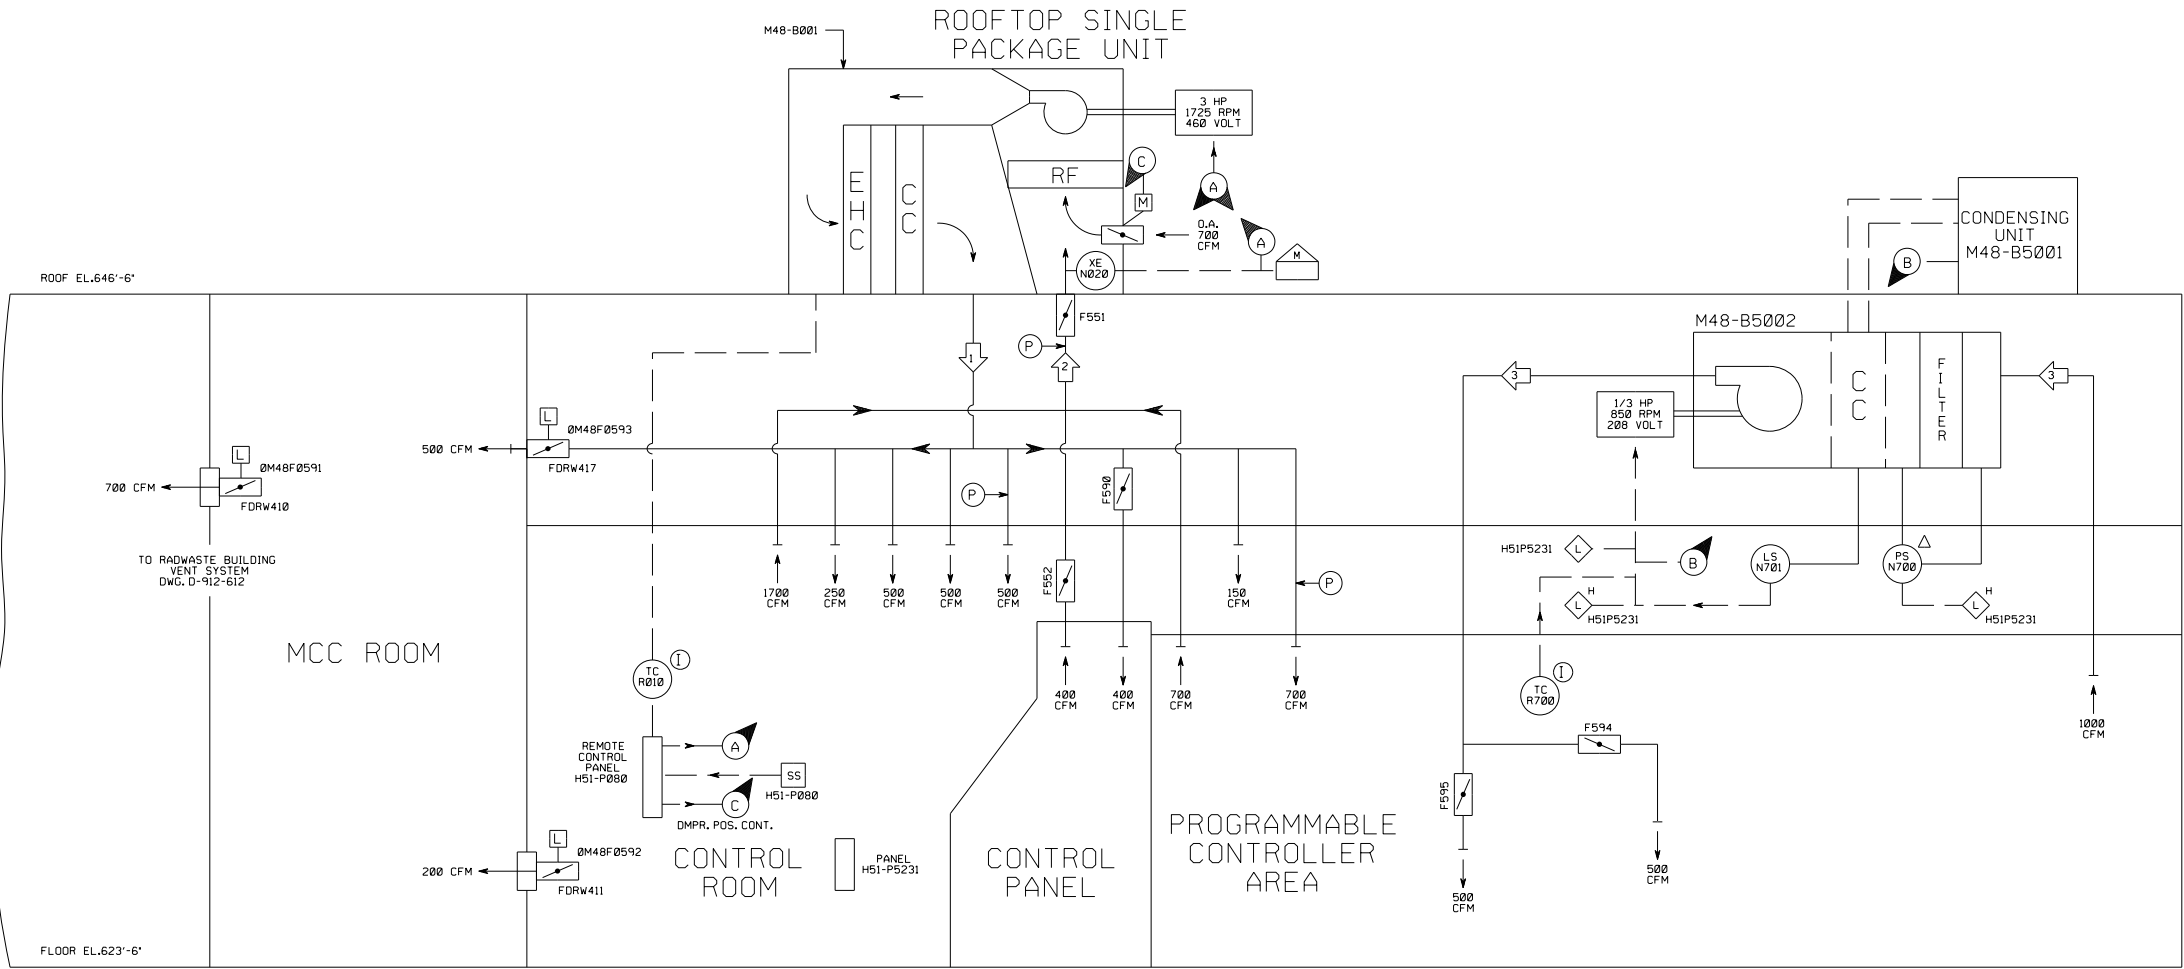 ROOFTOP SINGLE
PACKAGE UNIT
M48-B001
3 HP
1725 RPM
460 VOLT
EHC
CC
RF
C
M
A
O.A.
700
CFM
A
M
XE
N020
CONDENSING
UNIT
M48-B5001
B
ROOF EL.646'-6"
F551
P
1
2
M48-B5002
3
1/3 HP
850 RPM
208 VOLT
CC
FILTER
3
L
0M48F0593
500 CFM
FDRW417
L
0M48F0591
700 CFM
FDRW410
P
F590
TO RADWASTE BUILDING
VENT SYSTEM
DWG. D-912-612
1700
CFM
250
CFM
500
CFM
500
CFM
500
CFM
F552
150
CFM
P
H51P5231
L
B
LS
N701
PS
N700
L
H
H51P5231
L
H
H51P5231
MCC ROOM
TC
R010
I
400
CFM
400
CFM
700
CFM
700
CFM
TC
R700
I
F594
1000
CFM
REMOTE
CONTROL
PANEL
H51-P080
A
SS
H51-P080
C
DMPR. POS. CONT.
F595
L
0M48F0592
200 CFM
FDRW411
CONTROL
ROOM
PANEL
H51-P5231
CONTROL
PANEL
PROGRAMMABLE
CONTROLLER
AREA
500
CFM
500
CFM
FLOOR EL.623'-6"